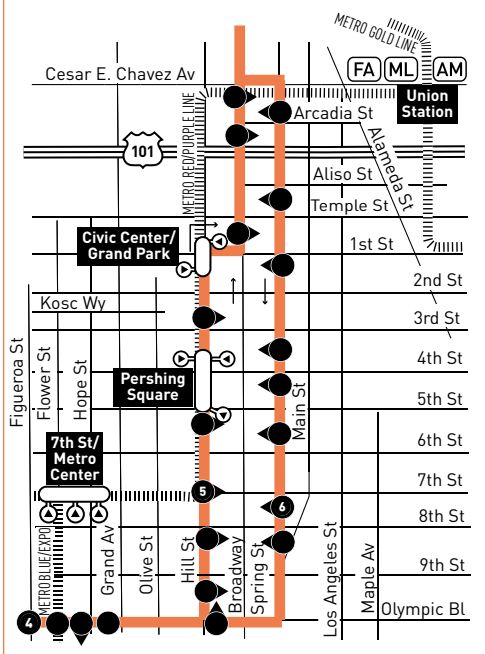 METRO GOLD LINE
FA ML AM
Cesar E. Chavez Av
Union
Station
Arcadia St
METRO RED/PURPLE LINE
101
Alameda St
Aliso St
Temple St
Civic Center/
Grand Park
1st St
2nd St
Kosc Wy
3rd St
4th St
Figueroa St
Flower St
Hope St
Pershing
Square
5th St
Main St
6th St
7th St/
Metro
Center
7th St
5
6
8th St
METRO BLUE/EXPO
Grand Av
Olive St
Hill St
Broadway
Spring St
Los Angeles St
Maple Av
9th St
Olympic Bl
4